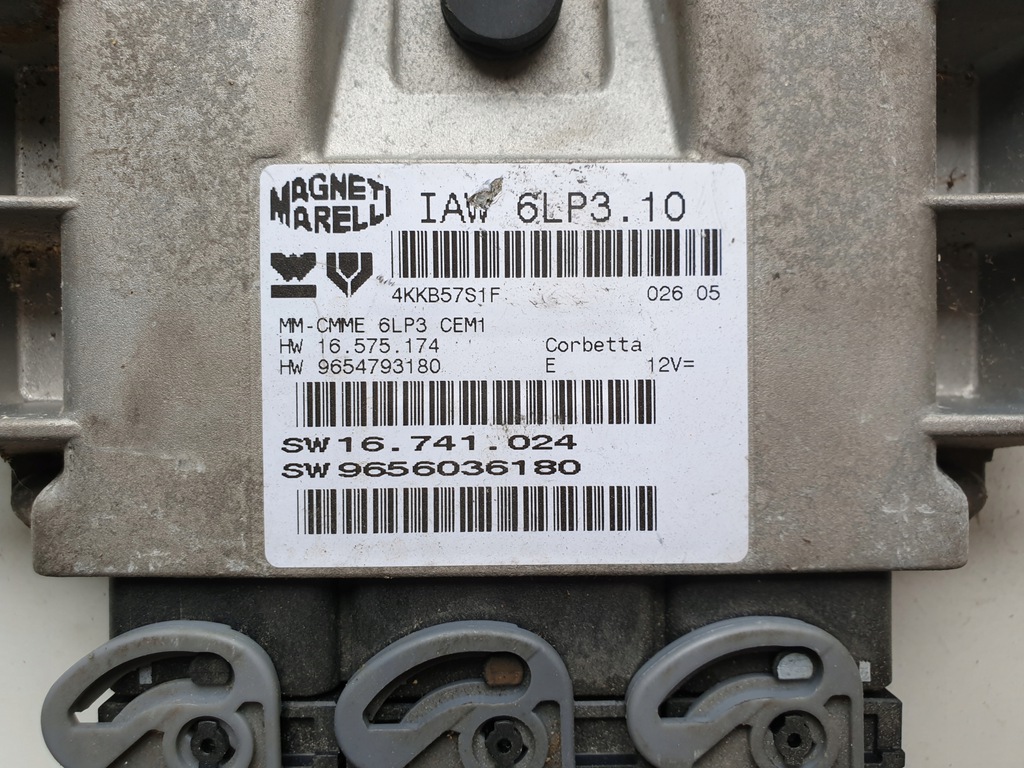 MAGNETI
MARELLI
IAW 6LP3.10
4KKB57S1F 026 05
MM-CMME 6LP3 CEM1
HW 16.575.174 Corbetta
HW 9654793180 E 12V=
SW 16.741.024
SW 9656036180